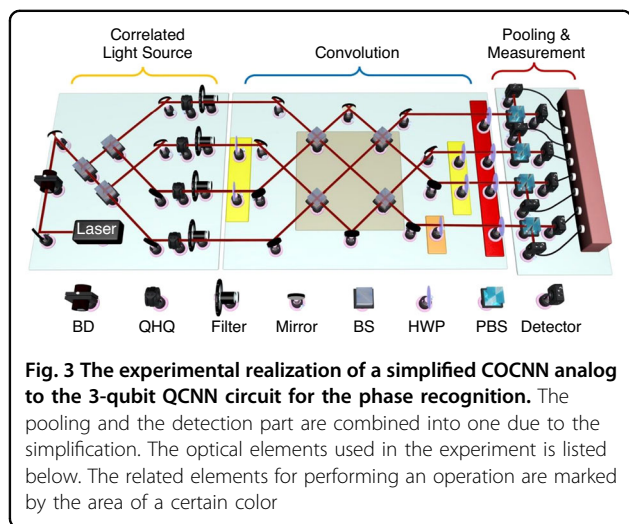 Correlated
Light Source
Convolution
Pooling &
Measurement
Laser
BD QHQ Filter Mirror BS HWP PBS Detector
Fig. 3 The experimental realization of a simplified COCNN analog
to the 3-qubit QCNN circuit for the phase recognition. The
pooling and the detection part are combined into one due to the
simplification. The optical elements used in the experiment is listed
below. The related elements for performing an operation are marked
by the area of a certain color